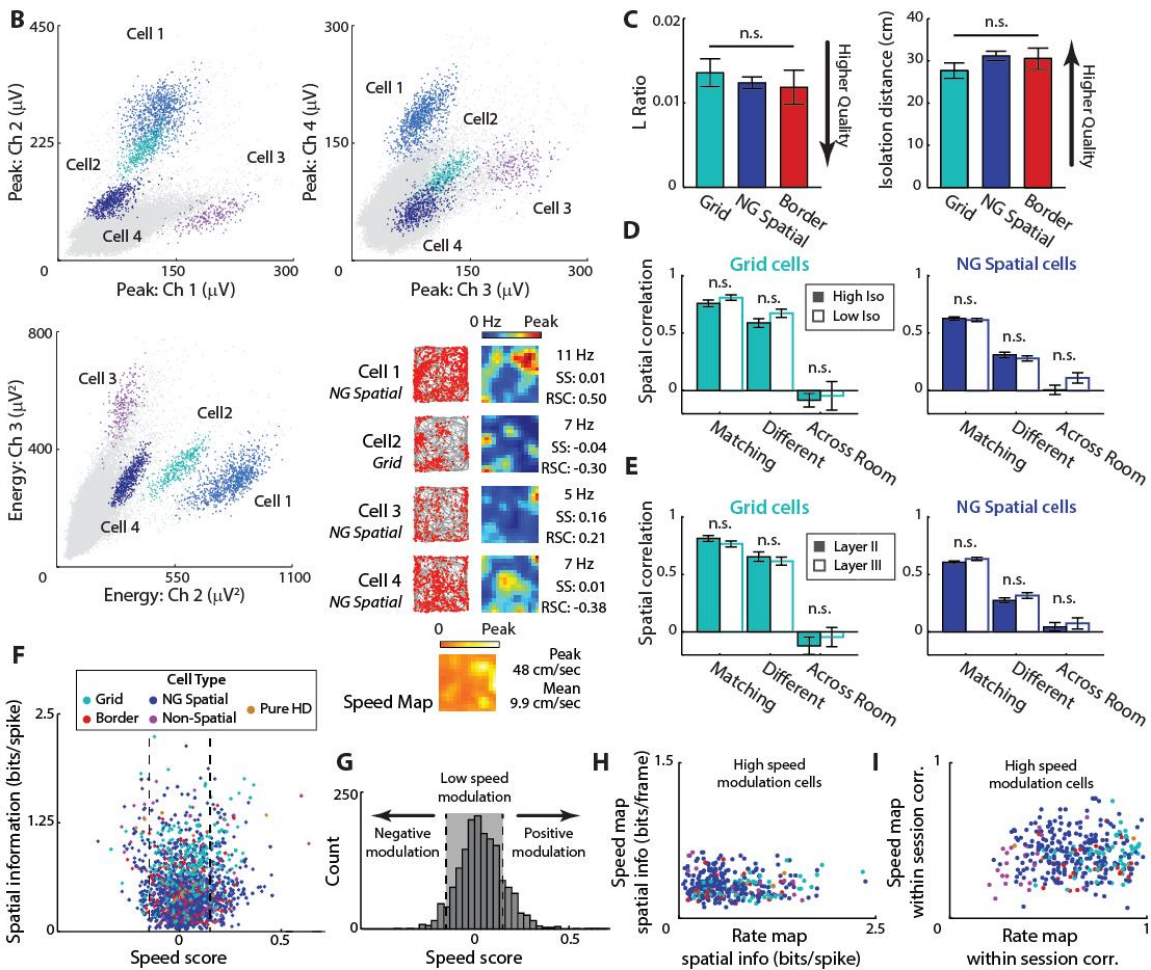 B
450
Cell 1
Peak: Ch 2 (µV)
225
Cell2
Cell 3
Cell 4
0
150
300
Peak: Ch 1 (µV)
300
Cell 1
Peak: Ch 4 (µV)
150
Cell2
Cell 3
Cell 4
0
150
300
Peak: Ch 3 (µV)
800
Cell 3
Energy: Ch 3 (µV²)
Cell2
400
Cell 1
Cell 4
0
550
1100
Energy: Ch 2 (µV²)
0 Hz Peak
Cell 1
NG Spatial
11 Hz
SS: 0.01
RSC: 0.50
Cell2
Grid
7 Hz
SS: -0.04
RSC: -0.30
Cell 3
NG Spatial
5 Hz
SS: 0.16
RSC: 0.21
Cell 4
NG Spatial
7 Hz
SS: 0.01
RSC: -0.38
0 Peak
Speed Map
Peak
48 cm/sec
Mean
9.9 cm/sec
C
0.02
n.s.
L Ratio
0.01
0
Higher Quality
Grid
NG Spatial
Border
40
n.s.
Isolation distance (cm)
30
20
10
0
Higher Quality
Grid
NG Spatial
Border
D
Grid cells
1
n.s.
n.s.
High Iso
Low Iso
Spatial correlation
0.5
n.s.
0
Matching
Different
Across Room
NG Spatial cells
1
n.s.
0.5
n.s.
n.s.
0
Matching
Different
Across Room
E
Grid cells
1
n.s.
n.s.
Layer II
Layer III
Spatial correlation
0.5
n.s.
0
Matching
Different
Across Room
NG Spatial cells
1
n.s.
0.5
n.s.
n.s.
0
Matching
Different
Across Room
F
Cell Type
Grid NG Spatial Pure HD
Border Non-Spatial
2.5
Spatial information (bits/spike)
1.25
0
0
0.5
Speed score
G
250
Low speed
modulation
Negative
modulation
Positive
modulation
Count
0
0
0.5
Speed score
H
1.5
High speed
modulation cells
Speed map
spatial info (bits/frame)
0
0
2.5
Rate map
spatial info (bits/spike)
I
1
High speed
modulation cells
Speed map
within session corr.
0
0
1
Rate map
within session corr.